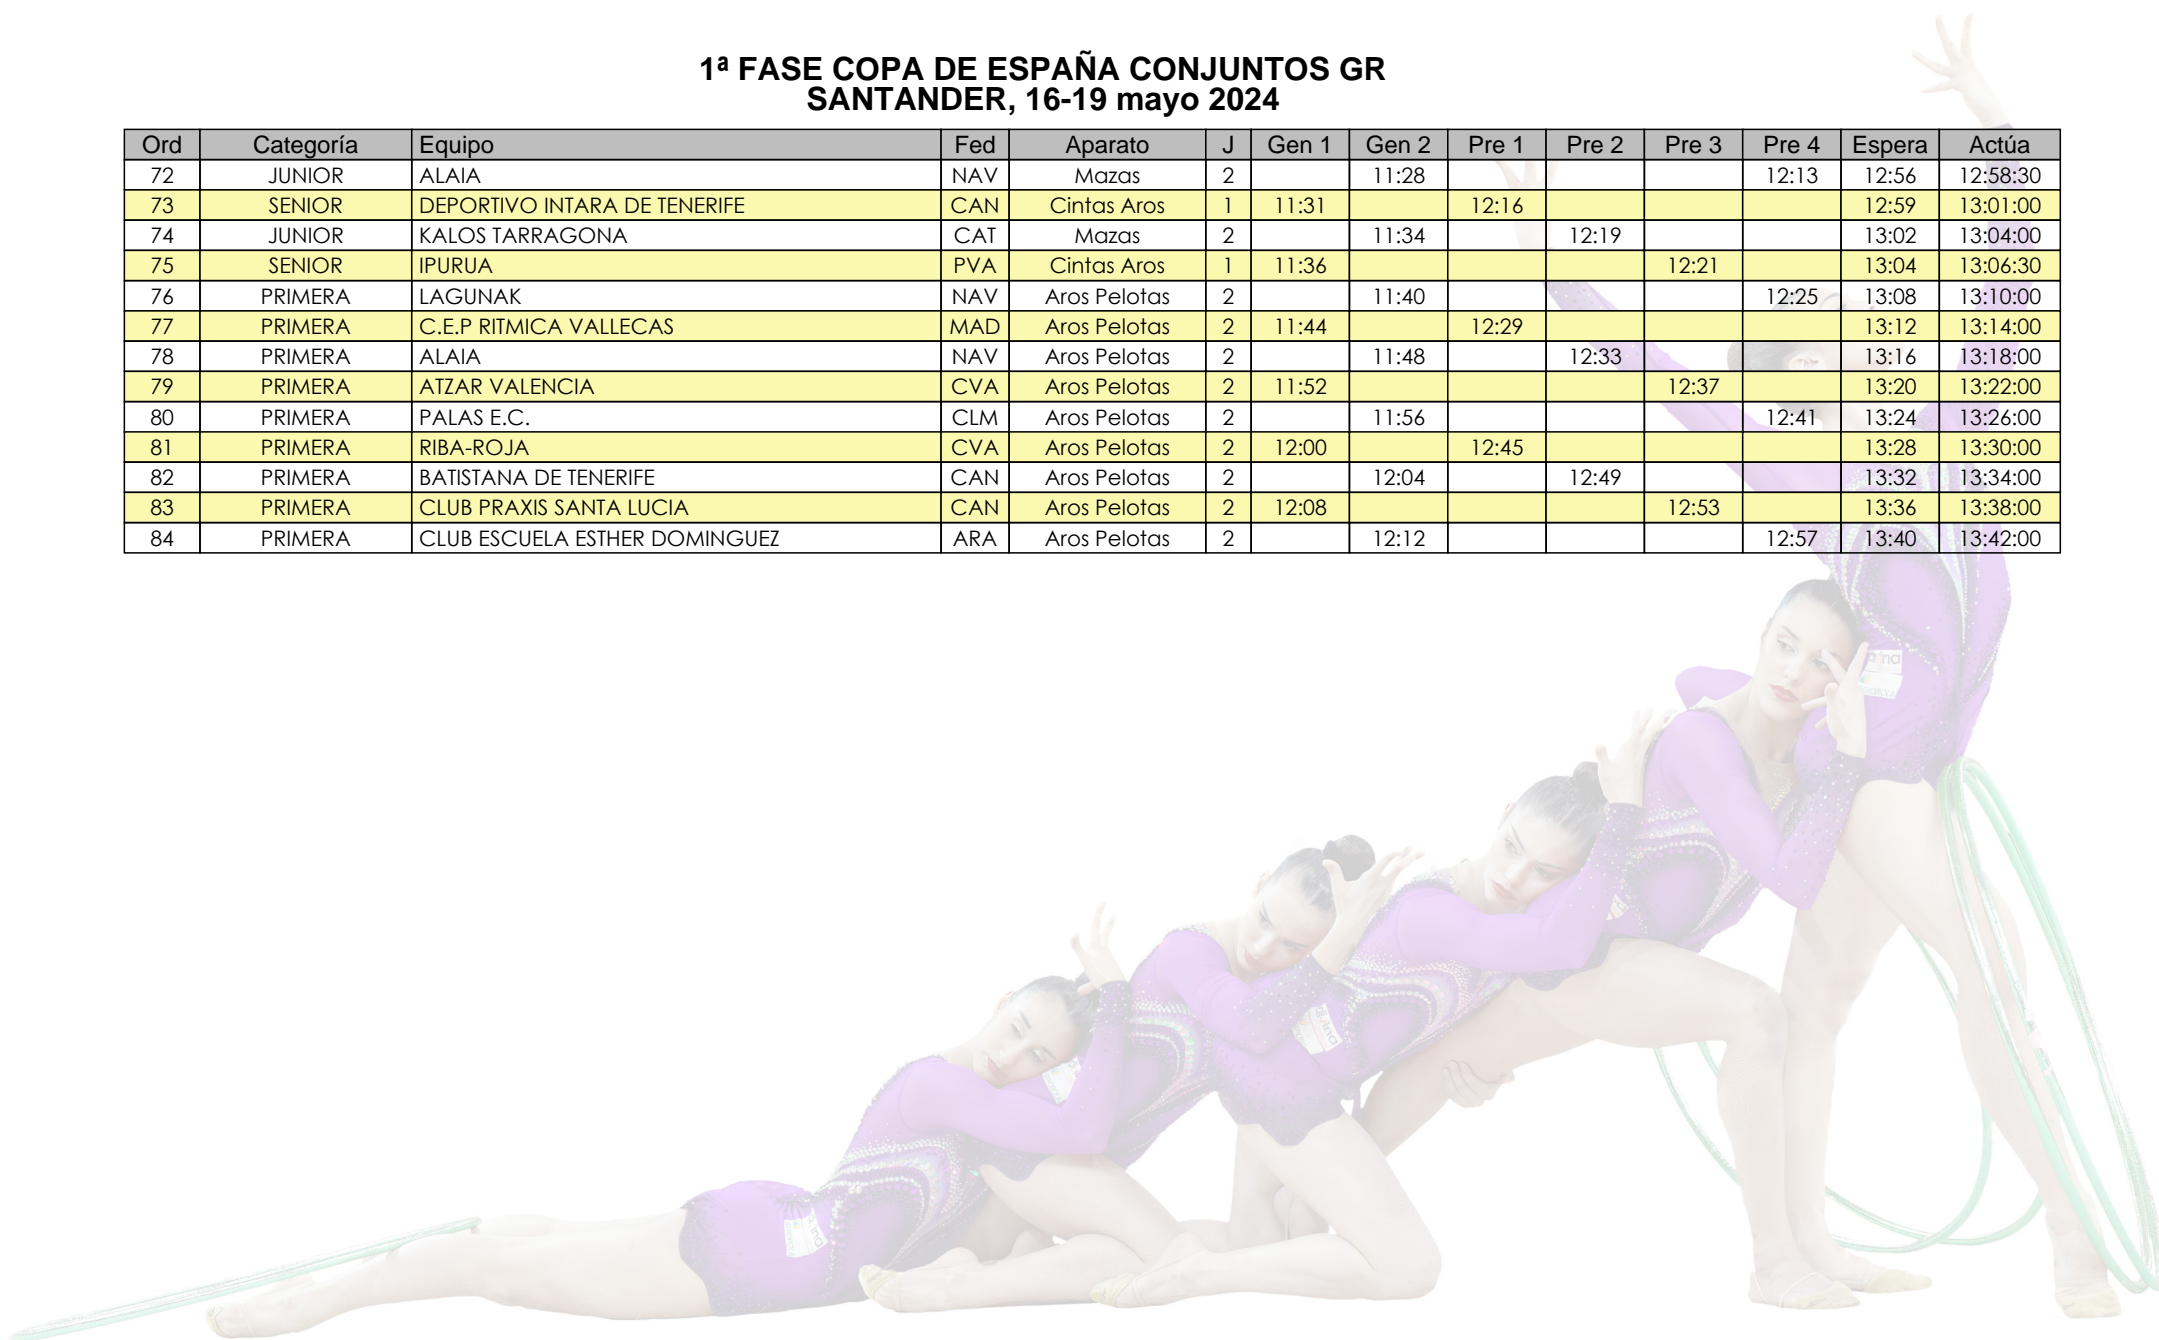 1ª FASE COPA DE ESPAÑA CONJUNTOS GR
SANTANDER, 16-19 mayo 2024
Ord Categoría Equipo Fed Aparato J Gen 1 Gen 2 Pre 1 Pre 2 Pre 3 Pre 4 Espera Actúa
72 JUNIOR ALAIA NAV Mazas 2 11:28 12:13 12:56 12:58:30
73 SENIOR DEPORTIVO INTARA DE TENERIFE CAN Cintas Aros 1 11:31 12:16 12:59 13:01:00
74 JUNIOR KALOS TARRAGONA CAT Mazas 2 11:34 12:19 13:02 13:04:00
75 SENIOR IPURUA PVA Cintas Aros 1 11:36 12:21 13:04 13:06:30
76 PRIMERA LAGUNAK NAV Aros Pelotas 2 11:40 12:25 13:08 13:10:00
77 PRIMERA C.E.P RITMICA VALLECAS MAD Aros Pelotas 2 11:44 12:29 13:12 13:14:00
78 PRIMERA ALAIA NAV Aros Pelotas 2 11:48 12:33 13:16 13:18:00
79 PRIMERA ATZAR VALENCIA CVA Aros Pelotas 2 11:52 12:37 13:20 13:22:00
80 PRIMERA PALAS E.C. CLM Aros Pelotas 2 11:56 12:41 13:24 13:26:00
81 PRIMERA RIBA-ROJA CVA Aros Pelotas 2 12:00 12:45 13:28 13:30:00
82 PRIMERA BATISTANA DE TENERIFE CAN Aros Pelotas 2 12:04 12:49 13:32 13:34:00
83 PRIMERA CLUB PRAXIS SANTA LUCIA CAN Aros Pelotas 2 12:08 12:53 13:36 13:38:00
84 PRIMERA CLUB ESCUELA ESTHER DOMINGUEZ ARA Aros Pelotas 2 12:12 12:57 13:40 13:42:00